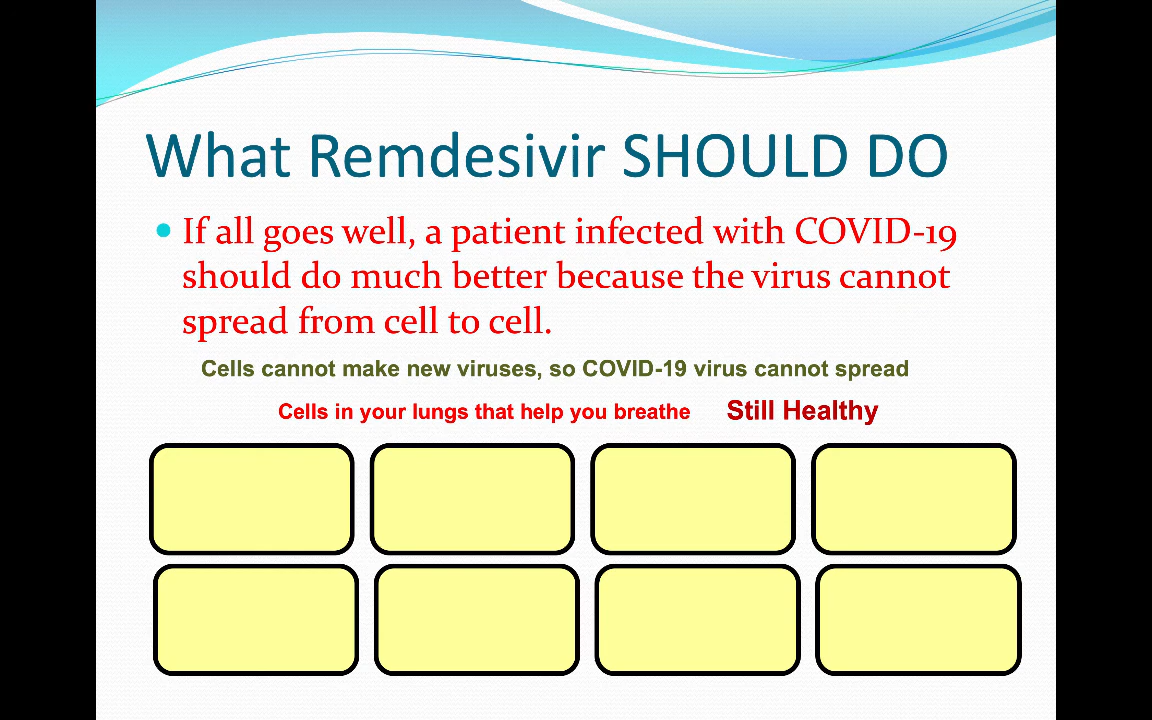 What Remdesivir SHOULD DO
If all goes well, a patient infected with COVID-19
should do much better because the virus cannot
spread from cell to cell.
Cells cannot make new viruses, so COVID-19 virus cannot spread
Cells in your lungs that help you breathe Still Healthy